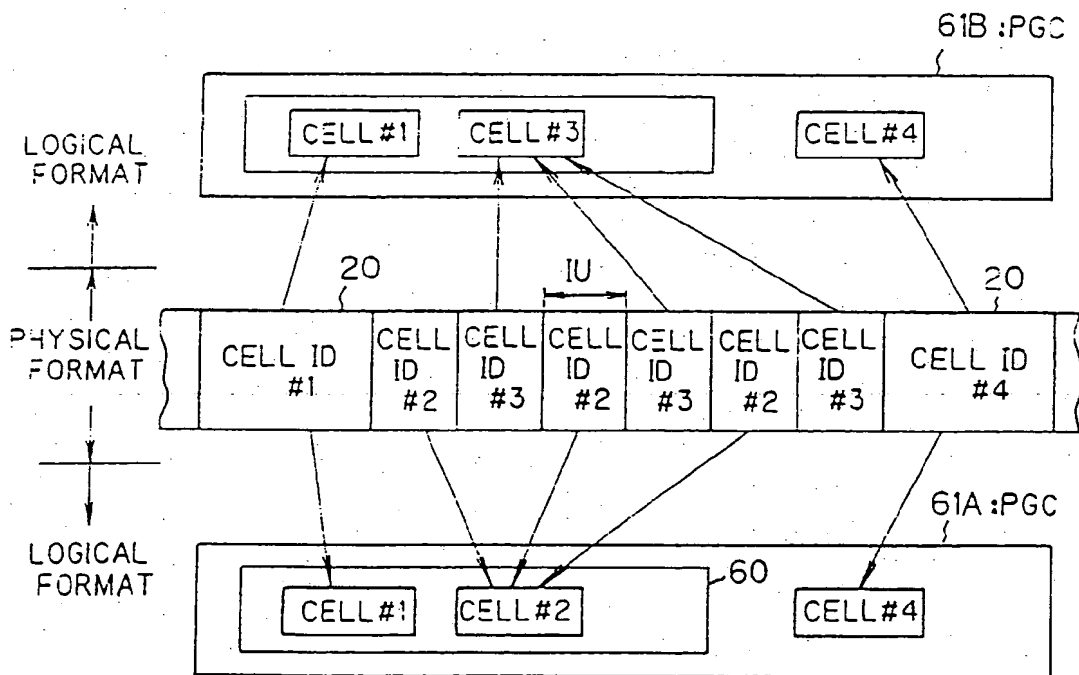 61B :PGC
CELL #1
CELL #3
CELL #4
LOGICAL
FORMAT
20
IU
20
PHYSICAL
FORMAT
CELL ID
#1
CELL
ID
#2
CELL
ID
#3
CELL
ID
#2
CELL
ID
#3
CELL
ID
#2
CELL
ID
#3
CELL ID
#4
61A :PGC
LOGICAL
FORMAT
60
CELL #1
CELL #2
CELL #4